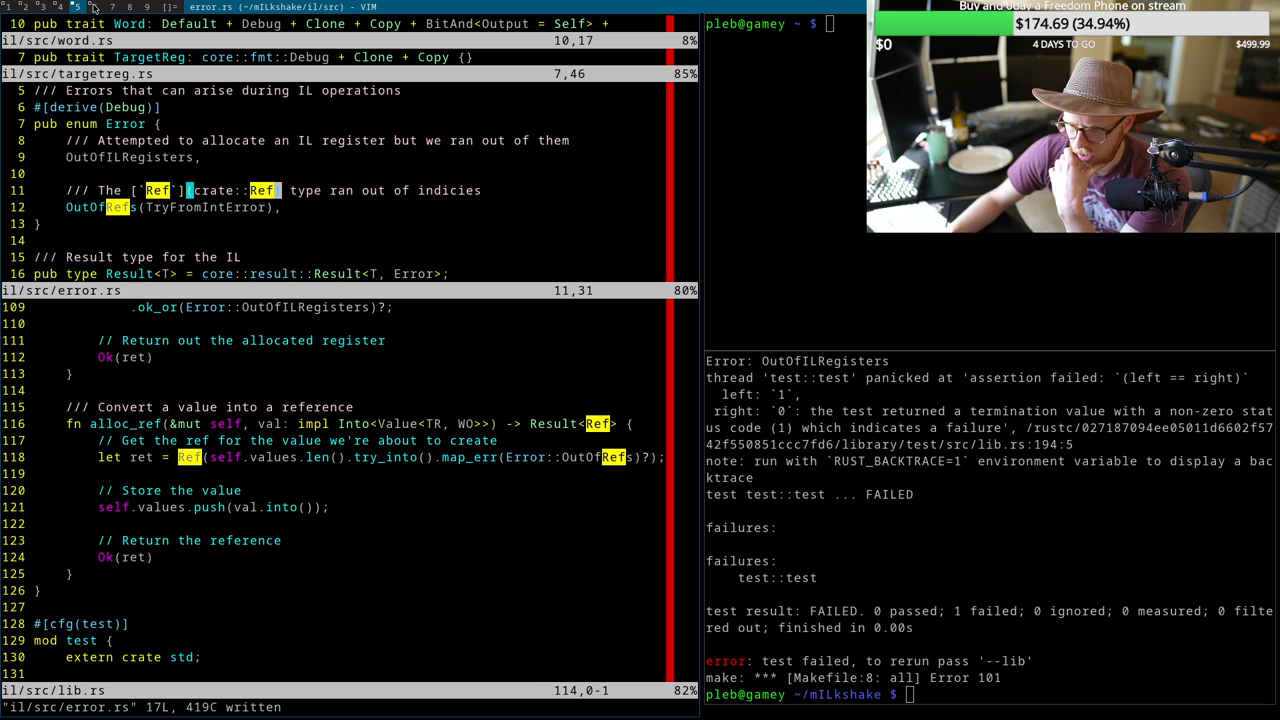 1 2 3 4 5 7 8 9 []= error.rs (~/mILkshake/il/src) - VIM
10 pub trait Word: Default + Debug + Clone + Copy + BitAnd<Output = Self> +
il/src/word.rs 10,17 8%
7 pub trait TargetReg: core::fmt::Debug + Clone + Copy {}
il/src/targetreg.rs 7,46 85%
5 /// Errors that can arise during IL operations
6 #[derive(Debug)]
7 pub enum Error {
8 /// Attempted to allocate an IL register but we ran out of them
9 OutOfILRegisters,
10
11 /// The [`Ref`](crate::Ref) type ran out of indicies
12 OutOfRefs(TryFromIntError),
13 }
14
15 /// Result type for the IL
16 pub type Result<T> = core::result::Result<T, Error>;
il/src/error.rs 11,31 80%
109 .ok_or(Error::OutOfILRegisters)?;
110
111 // Return out the allocated register
112 Ok(ret)
113 }
114
115 /// Convert a value into a reference
116 fn alloc_ref(&mut self, val: impl Into<Value<TR, WO>>) -> Result<Ref> {
117 // Get the ref for the value we're about to create
118 let ret = Ref(self.values.len().try_into().map_err(Error::OutOfRefs)?);
119
120 // Store the value
121 self.values.push(val.into());
122
123 // Return the reference
124 Ok(ret)
125 }
126 }
127
128 #[cfg(test)]
129 mod test {
130 extern crate std;
131
il/src/lib.rs 114,0-1 82%
"il/src/error.rs" 17L, 419C written
pleb@gamey ~ $
Buy and 0day a Freedom Phone on stream
$174.69 (34.94%)
$0 4 DAYS TO GO $499.99
Error: OutOfILRegisters
thread 'test::test' panicked at 'assertion failed: `(left == right)`
left: `1`,
right: `0`: the test returned a termination value with a non-zero stat
us code (1) which indicates a failure', /rustc/027187094ee05011d6602f57
42f550851ccc7fd6/library/test/src/lib.rs:194:5
note: run with `RUST_BACKTRACE=1` environment variable to display a bac
ktrace
test test::test ... FAILED
failures:
failures:
test::test
test result: FAILED. 0 passed; 1 failed; 0 ignored; 0 measured; 0 filte
red out; finished in 0.00s
error: test failed, to rerun pass '--lib'
make: *** [Makefile:8: all] Error 101
pleb@gamey ~/mILkshake $